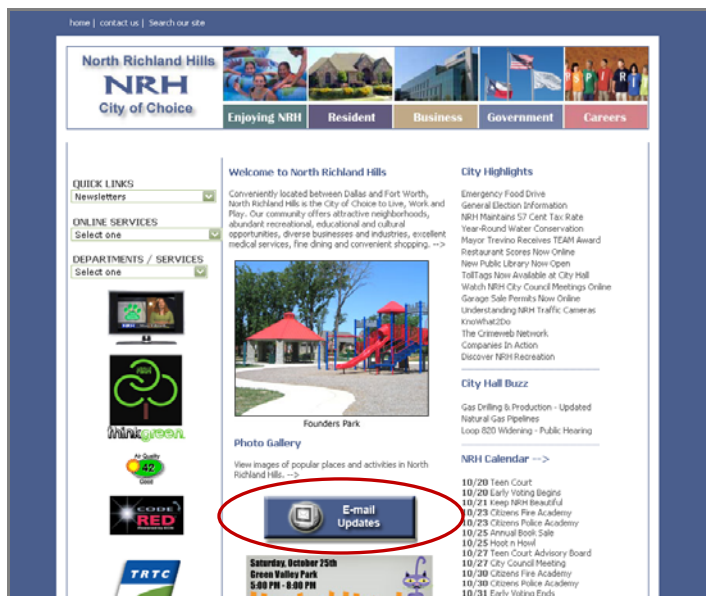 home | contact us | Search our site
North Richland Hills
NRH
City of Choice
Enjoying NRH
Resident
Business
Government
Careers
QUICK LINKS
Newsletters
ONLINE SERVICES
Select one
DEPARTMENTS / SERVICES
Select one
NRH
thinkgreen
Air Quality
42
Good
CODE
RED
TRTC
Welcome to North Richland Hills
Conveniently located between Dallas and Fort Worth,
North Richland Hills is the City of Choice to Live, Work and
Play. Our community offers attractive neighborhoods,
abundant recreational, educational and cultural
opportunities, diverse businesses and industries, excellent
medical services, fine dining and convenient shopping. -->
Founders Park
Photo Gallery
View images of popular places and activities in North
Richland Hills. -->
E-mail
Updates
Saturday, October 25th
Green Valley Park
5:00 PM - 8:00 PM
City Highlights
Emergency Food Drive
General Election Information
NRH Maintains 57 Cent Tax Rate
Year-Round Water Conservation
Mayor Trevino Receives TEAM Award
Restaurant Scores Now Online
New Public Library Now Open
TollTags Now Available at City Hall
Watch NRH City Council Meetings Online
Garage Sale Permits Now Online
Understanding NRH Traffic Cameras
KnoWhat2Do
The Crimeweb Network
Companies In Action
Discover NRH Recreation
City Hall Buzz
Gas Drilling & Production - Updated
Natural Gas Pipelines
Loop 820 Widening - Public Hearing
NRH Calendar -->
10/20 Teen Court
10/20 Early Voting Begins
10/21 Keep NRH Beautiful
10/23 Citizens Fire Academy
10/23 Citizens Police Academy
10/25 Annual Book Sale
10/25 Hoot n Howl
10/27 Teen Court Advisory Board
10/27 City Council Meeting
10/30 Citizens Fire Academy
10/30 Citizens Police Academy
10/31 Early Voting Ends